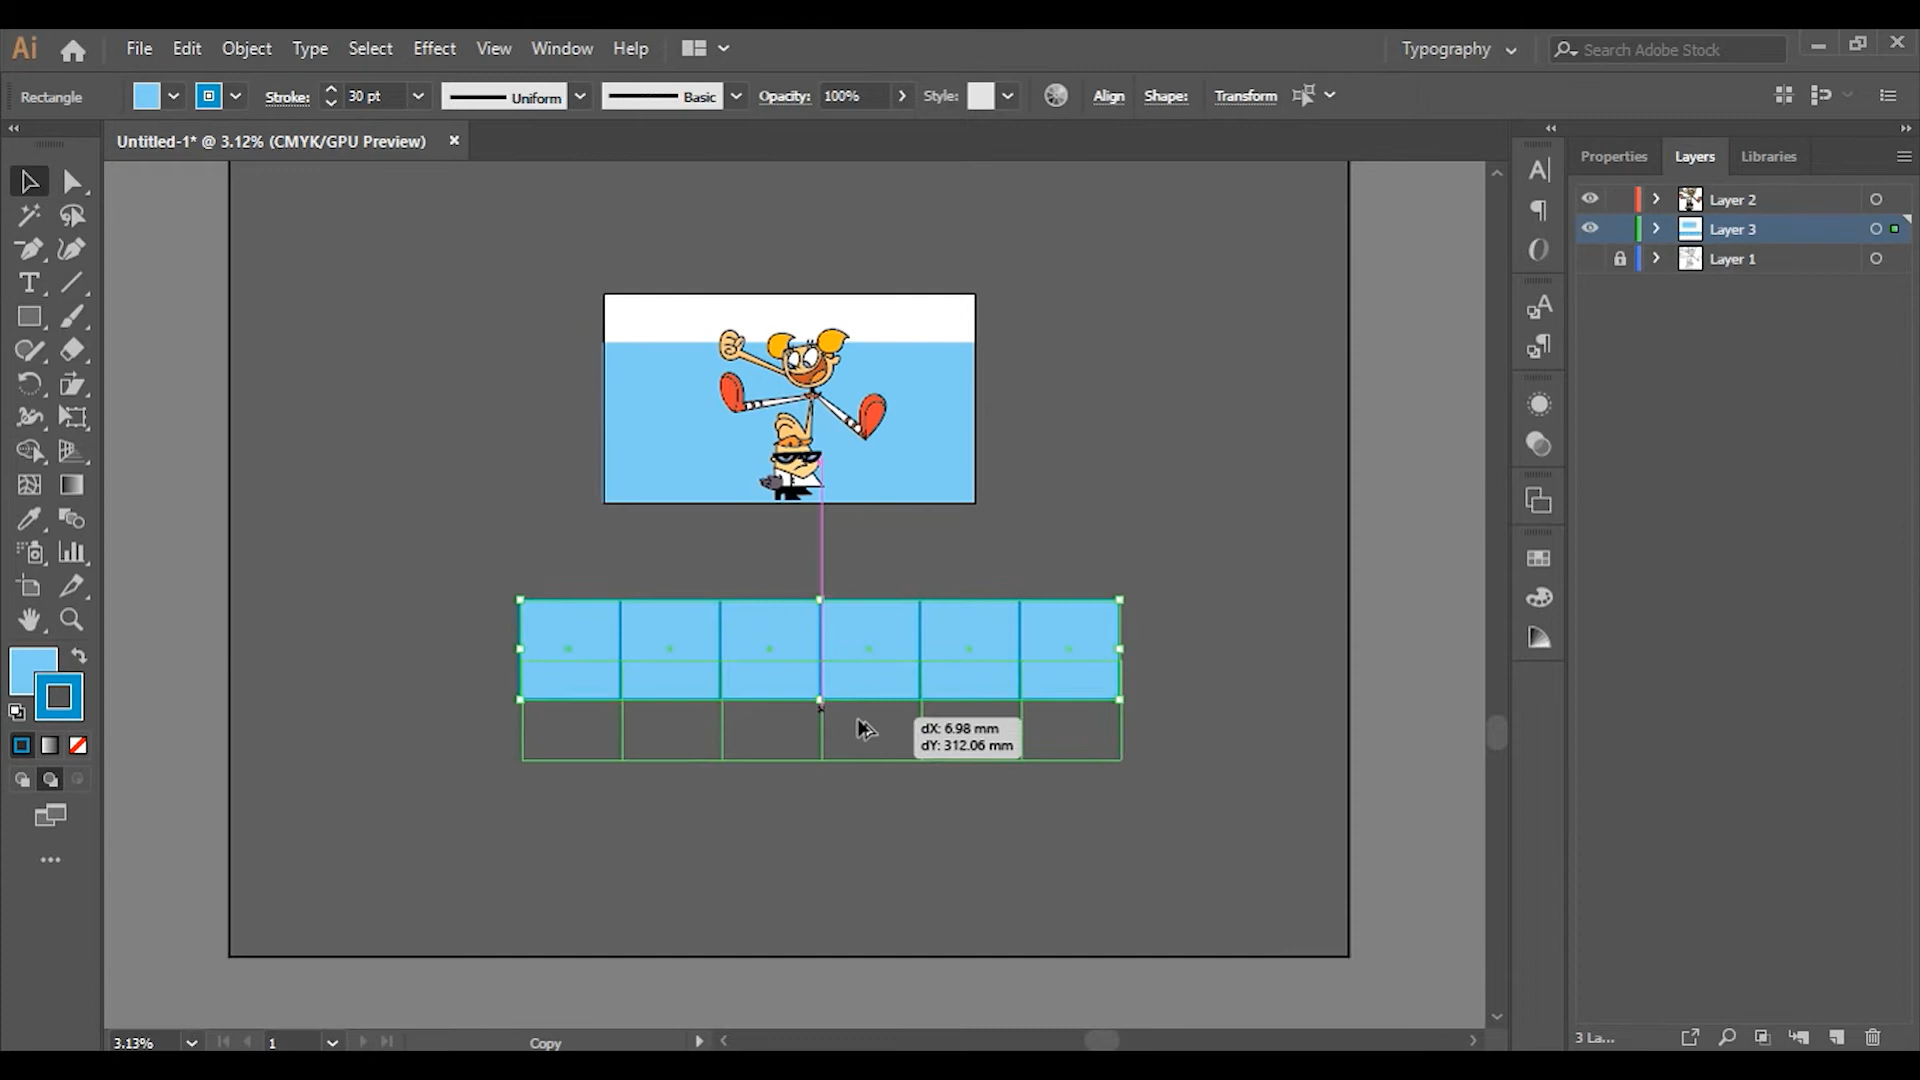 Ai File Edit Object Type Select Effect View Window Help Typography Search Adobe Stock
Rectangle Stroke: 30 pt Uniform Basic Opacity: 100% Style: Align Shape: Transform
Untitled-1* @ 3.12% (CMYK/GPU Preview)
Properties Layers Libraries
Layer 2
Layer 3
Layer 1
dX: 6.98 mm
dY: 312.06 mm
3.13% 1 Copy 3 La...